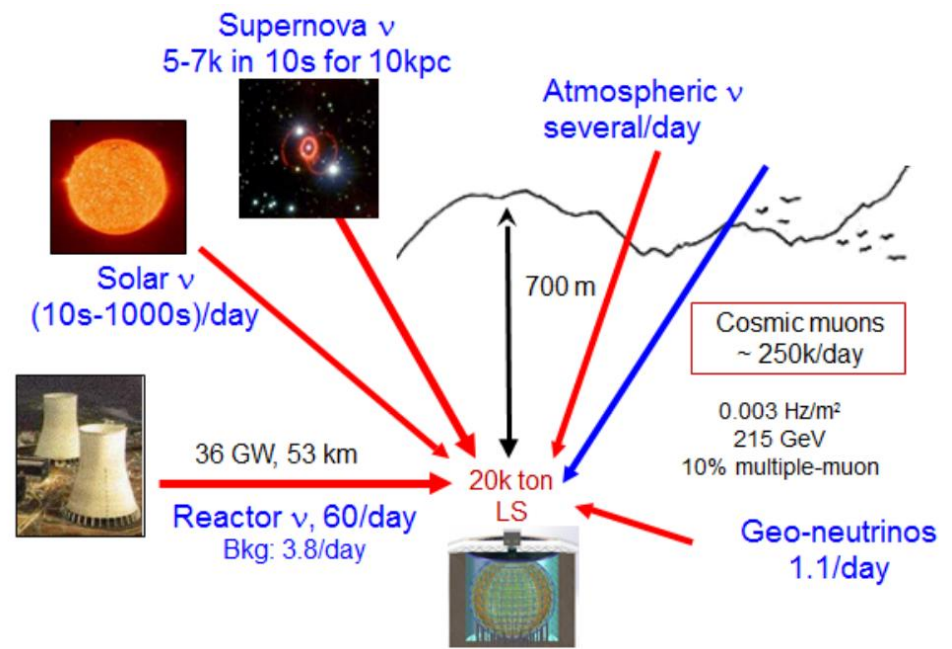 Supernova ν
5-7k in 10s for 10kpc
Atmospheric ν
several/day
Solar ν
(10s-1000s)/day
700 m
Cosmic muons
~ 250k/day
0.003 Hz/m²
215 GeV
10% multiple-muon
36 GW, 53 km
20k ton
LS
Reactor ν, 60/day
Bkg: 3.8/day
Geo-neutrinos
1.1/day